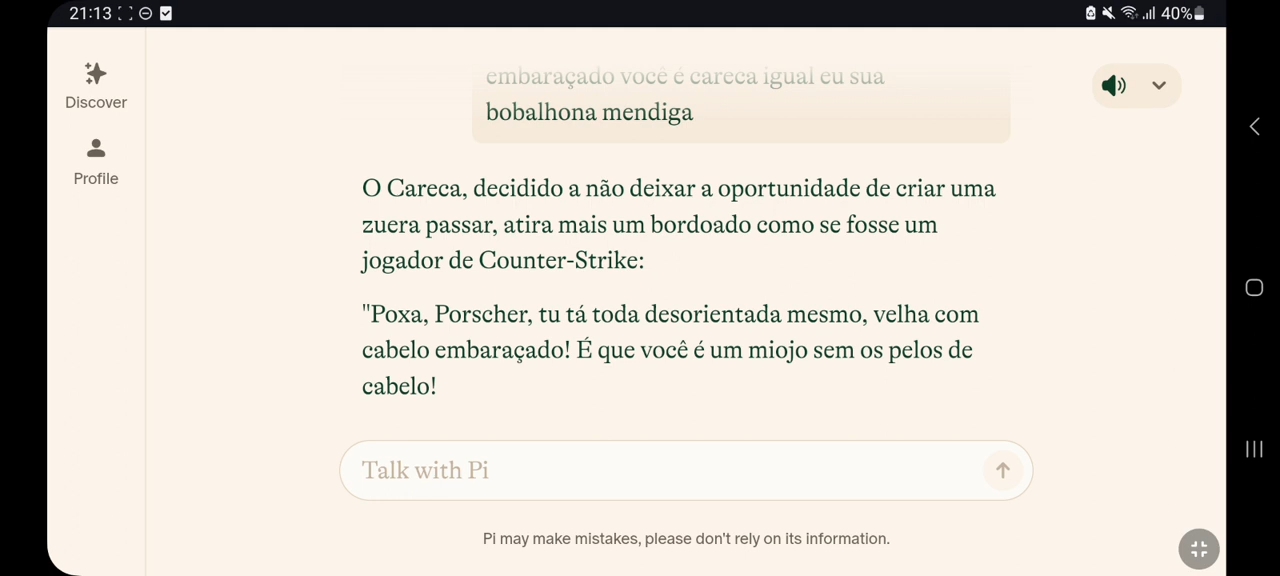 21:13
40%
Discover
Profile
embaraçado você é careca igual eu sua
bobalhona mendiga
O Careca, decidido a não deixar a oportunidade de criar uma
zuera passar, atira mais um bordoado como se fosse um
jogador de Counter-Strike:
"Poxa, Porscher, tu tá toda desorientada mesmo, velha com
cabelo embaraçado! É que você é um miojo sem os pelos de
cabelo!
Talk with Pi
Pi may make mistakes, please don't rely on its information.